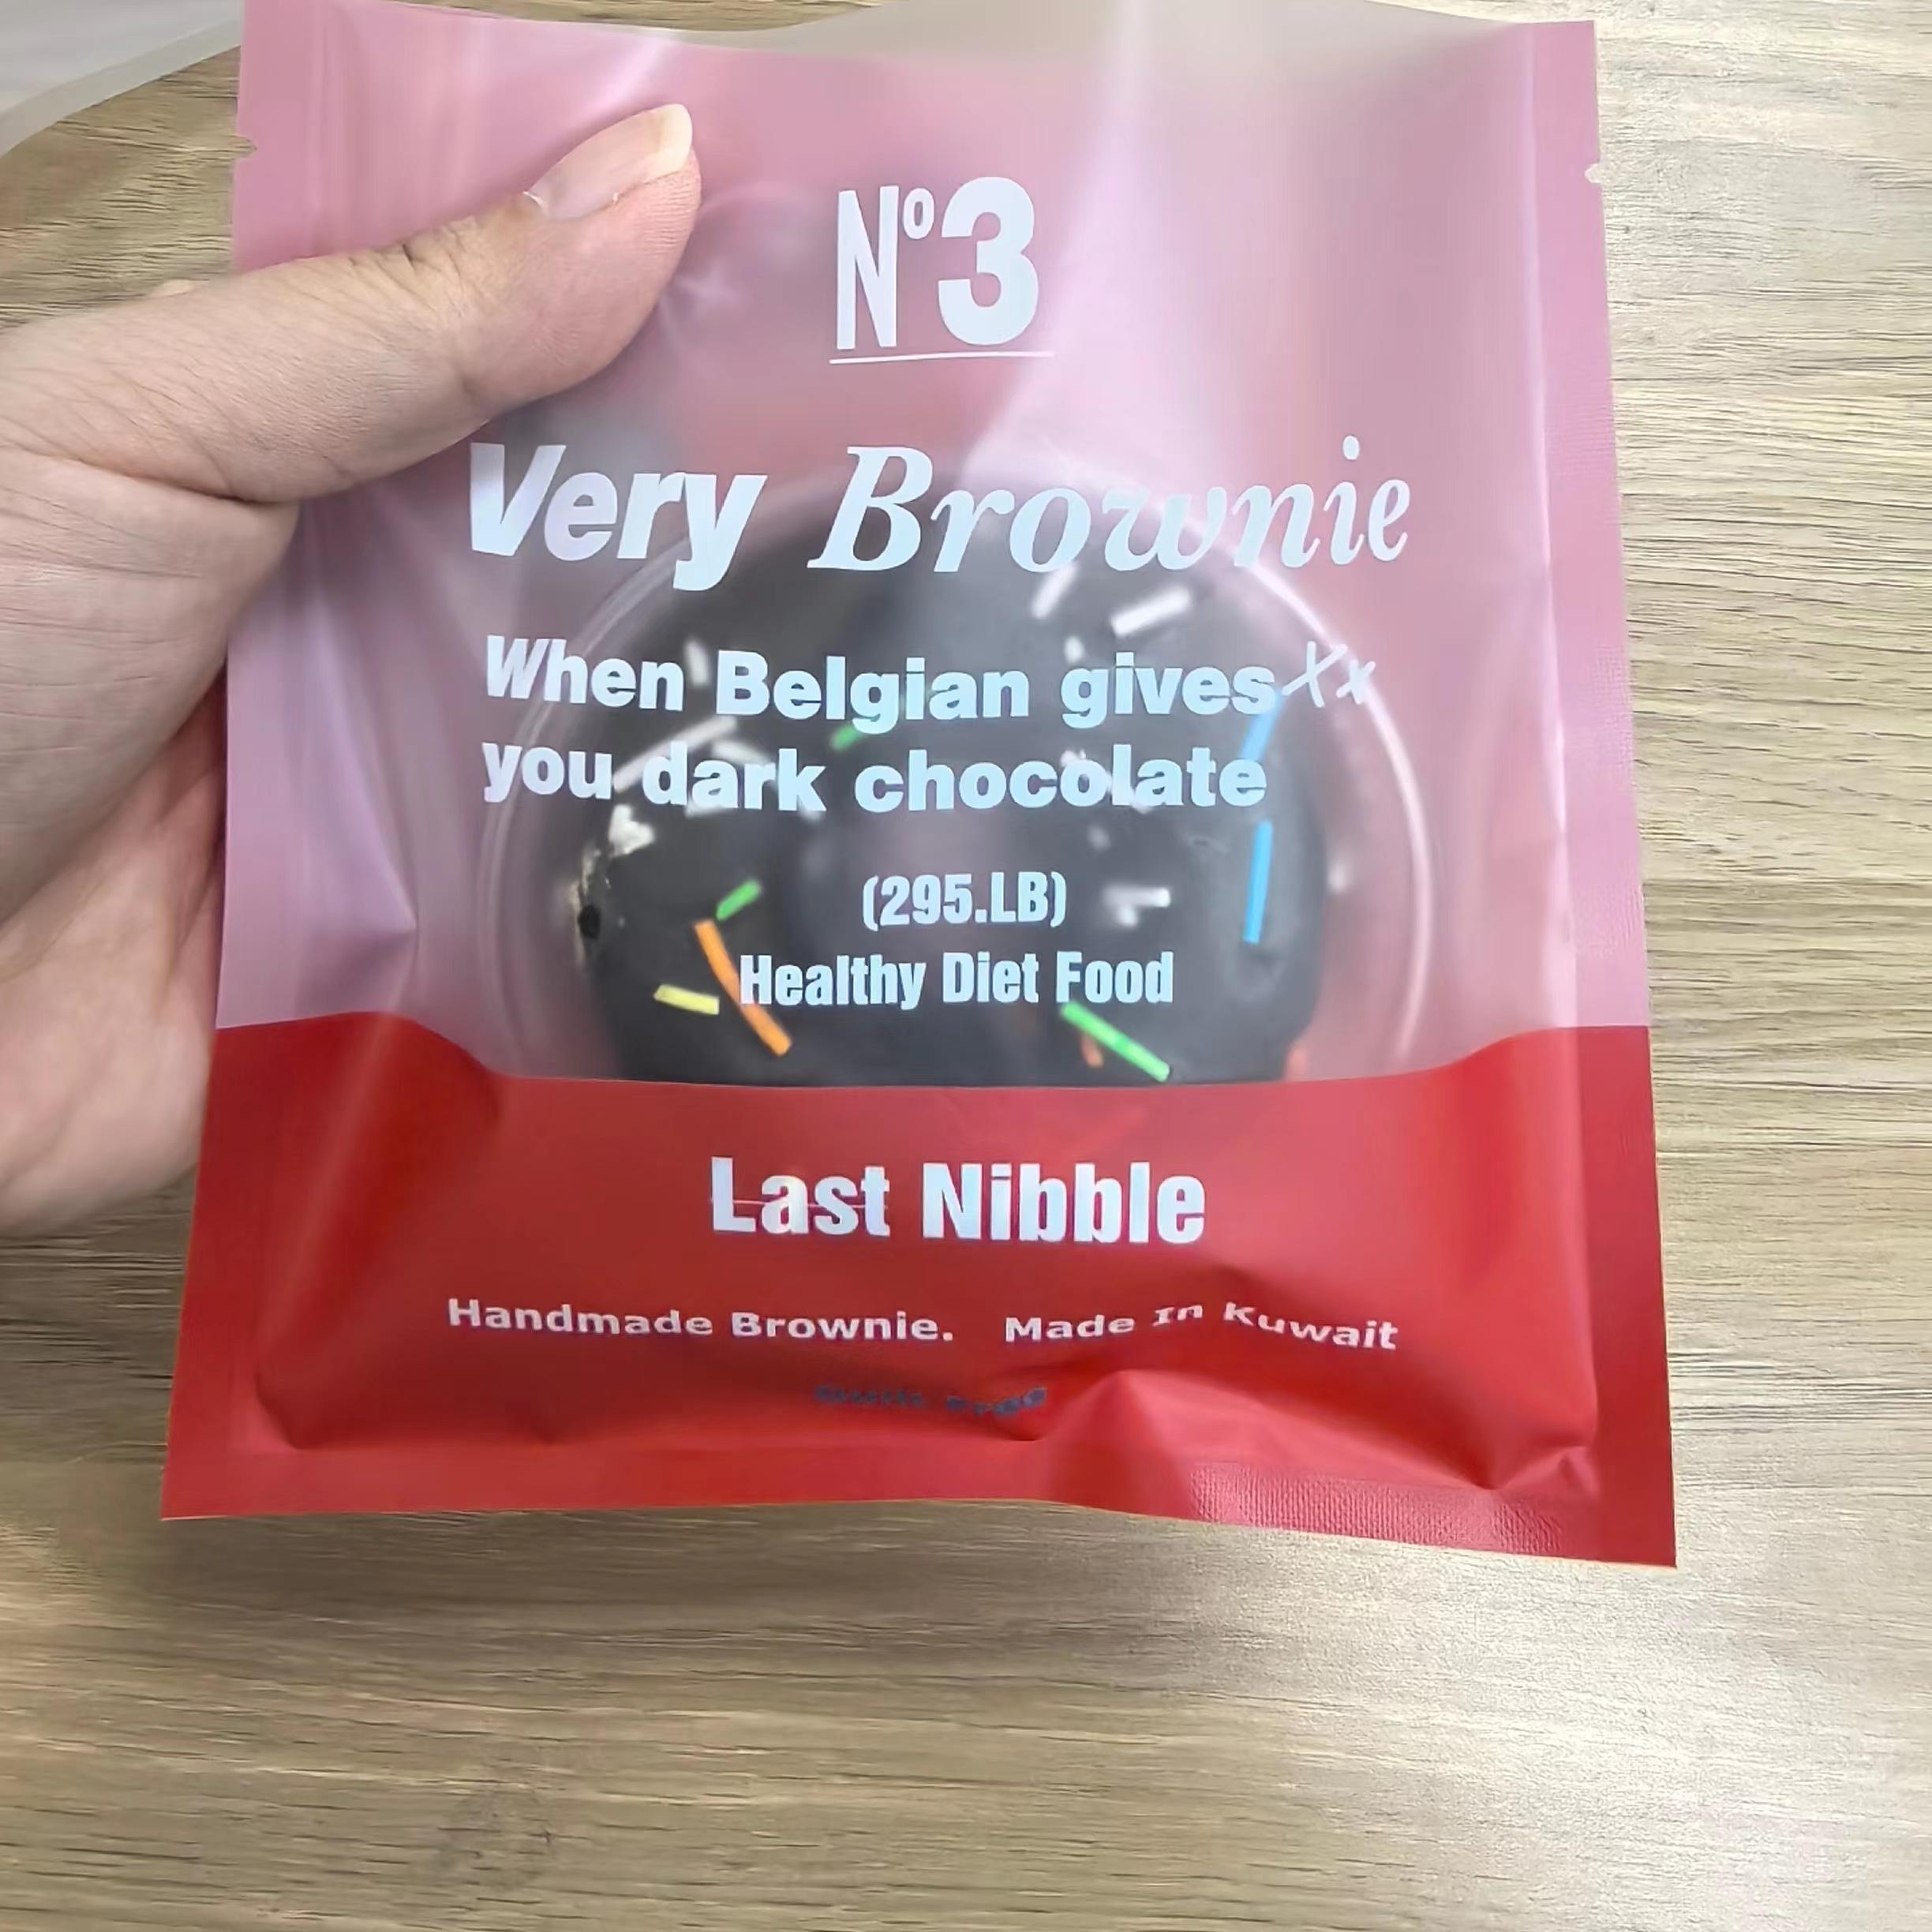 Nº3
Very Brownie
When Belgian gives Xx
you dark chocolate
(295.LB)
Healthy Diet Food
Last Nibble
Handmade Brownie. Made In Kuwait